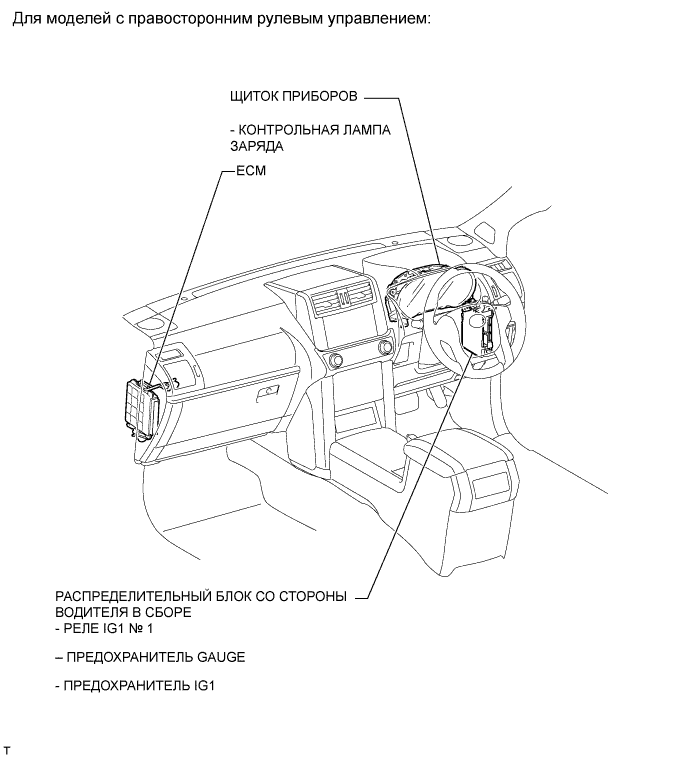 Для моделей с правосторонним рулевым управлением:
ЩИТОК ПРИБОРОВ
- КОНТРОЛЬНАЯ ЛАМПА
ЗАРЯДА
ECM
РАСПРЕДЕЛИТЕЛЬНЫЙ БЛОК СО СТОРОНЫ
ВОДИТЕЛЯ В СБОРЕ
- РЕЛЕ IG1 № 1
– ПРЕДОХРАНИТЕЛЬ GAUGE
- ПРЕДОХРАНИТЕЛЬ IG1
T